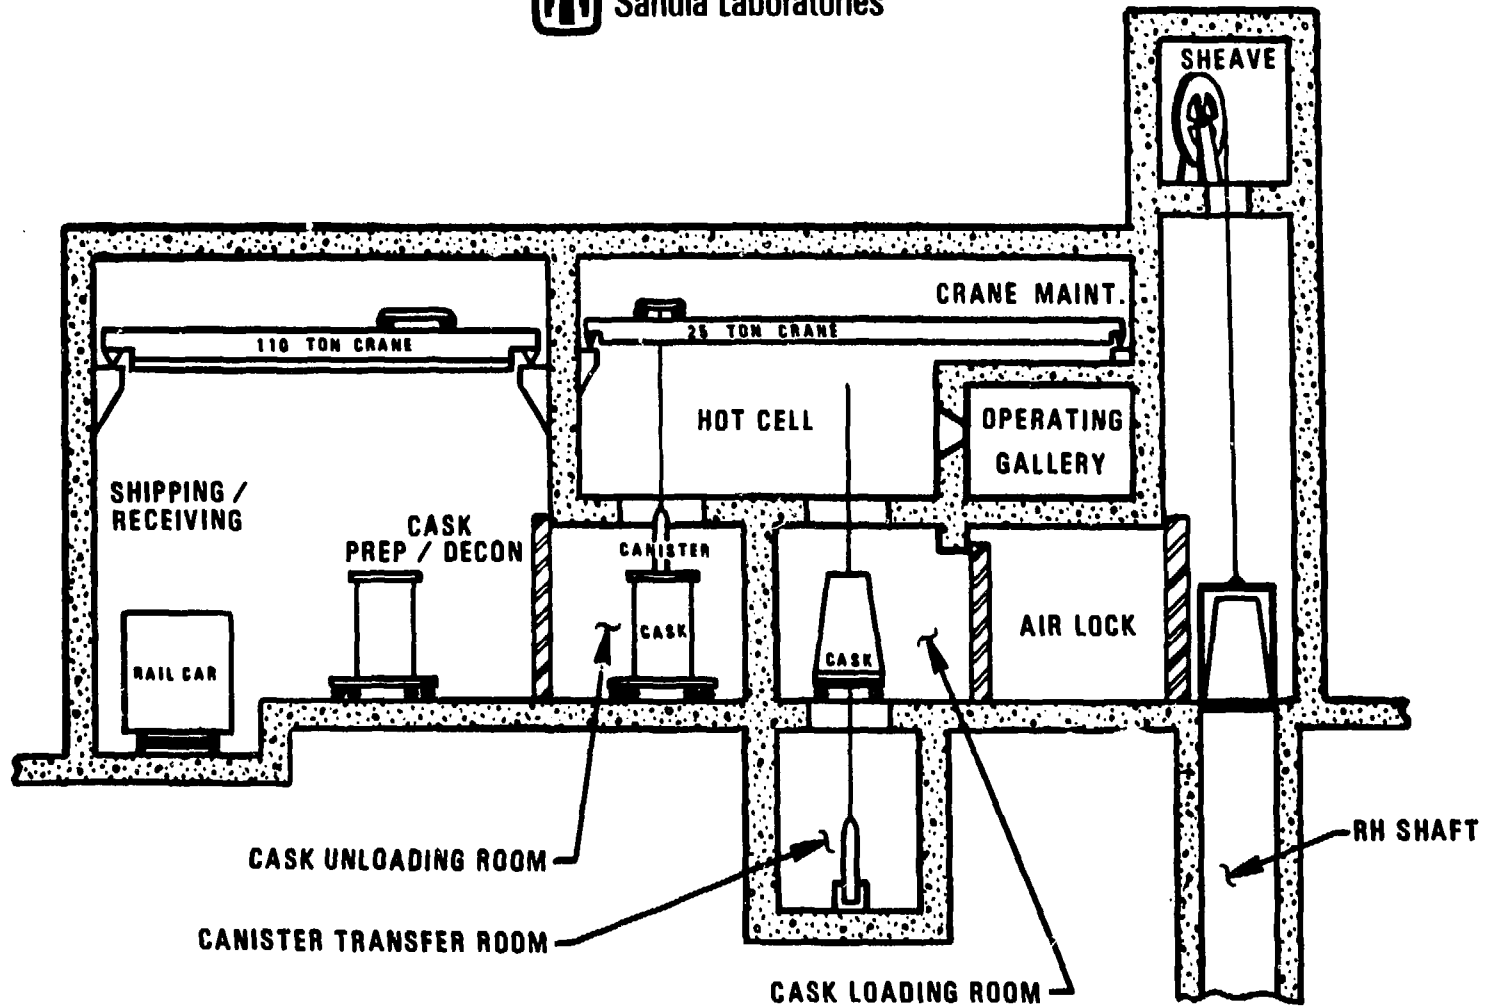 Sandia Laboratories
SHEAVE
CRANE MAINT.
110 TON CRANE
25 TON CRANE
HOT CELL
OPERATING
GALLERY
SHIPPING /
RECEIVING
CASK
PREP / DECON
CANISTER
CASK
CASK
AIR LOCK
RAIL CAR
CASK UNLOADING ROOM
RH SHAFT
CANISTER TRANSFER ROOM
CASK LOADING ROOM